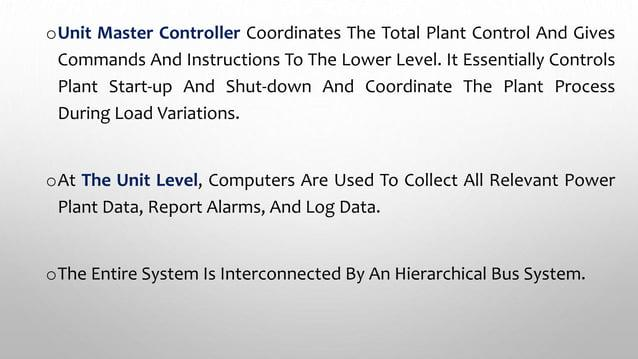 oUnit Master Controller Coordinates The Total Plant Control And Gives
Commands And Instructions To The Lower Level. It Essentially Controls
Plant Start-up And Shut-down And Coordinate The Plant Process
During Load Variations.
oAt The Unit Level, Computers Are Used To Collect All Relevant Power
Plant Data, Report Alarms, And Log Data.
oThe Entire System Is Interconnected By An Hierarchical Bus System.